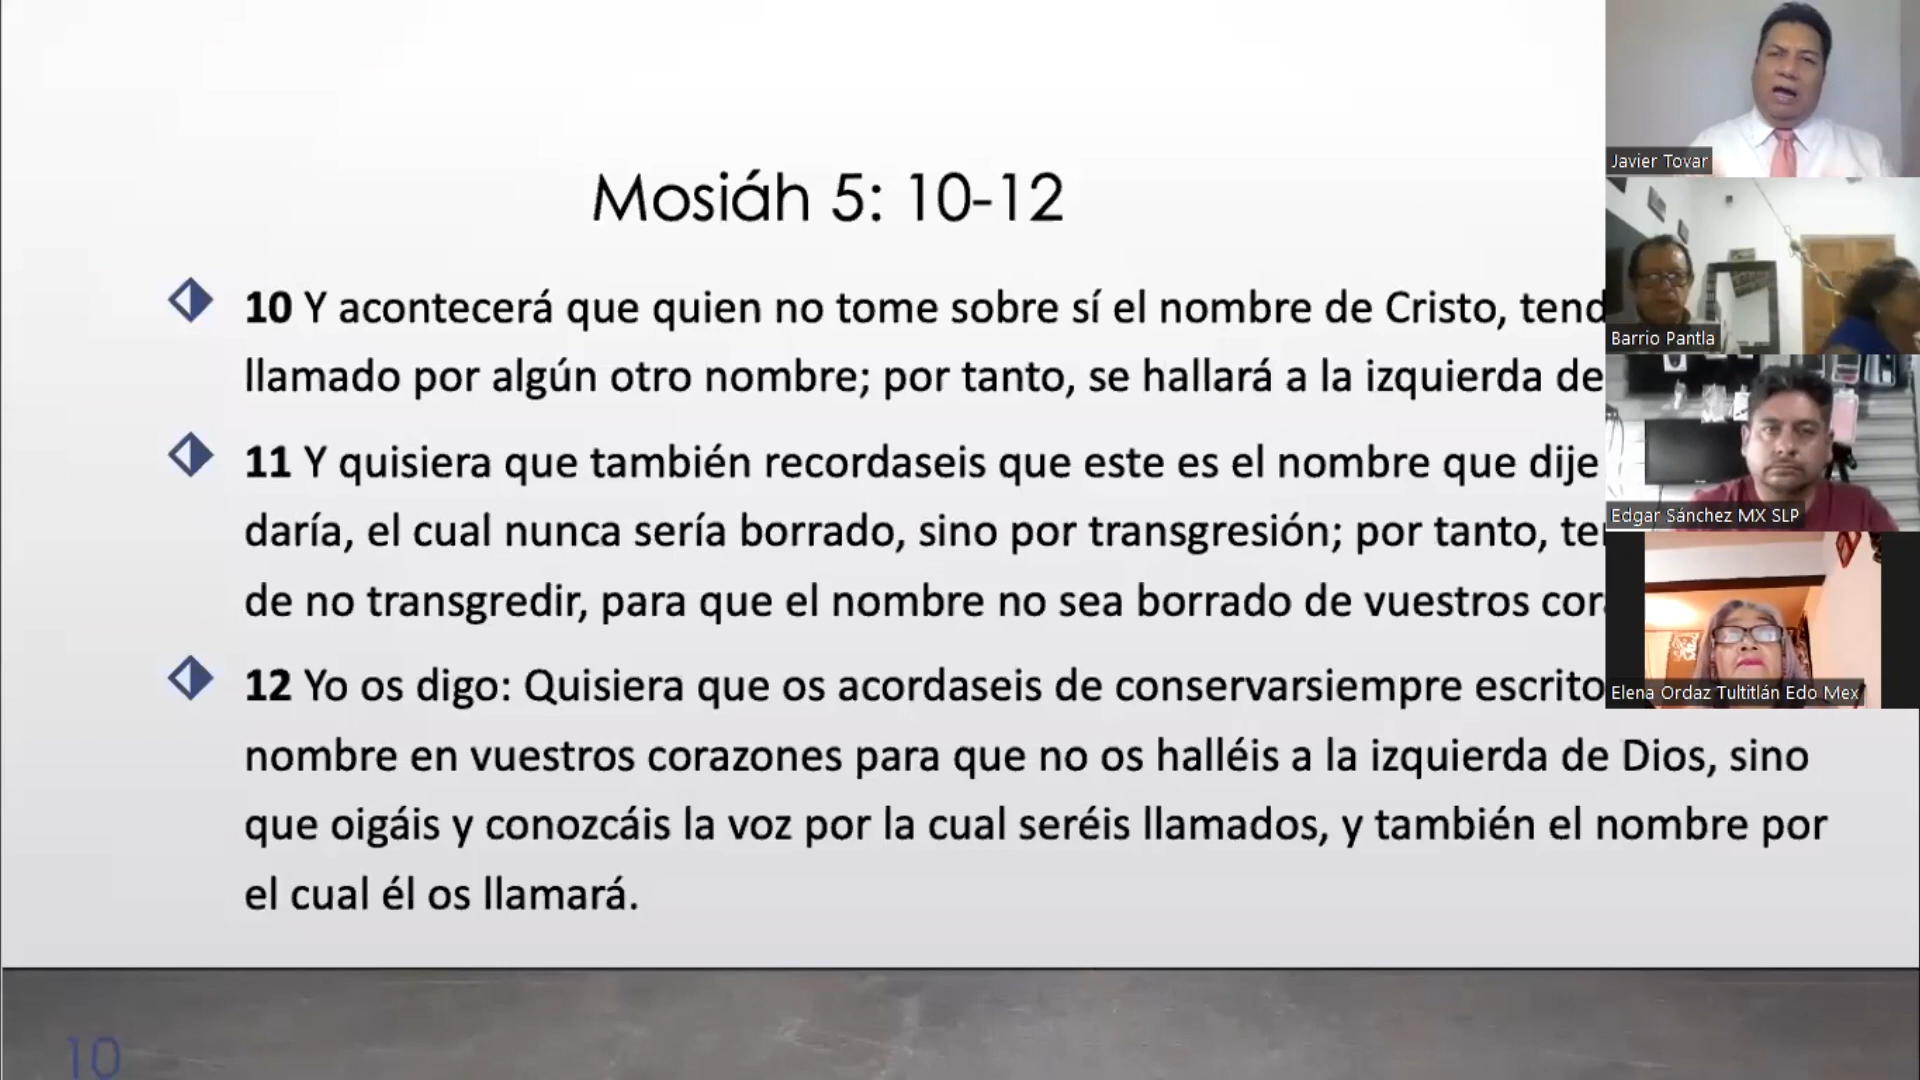 Mosiáh 5: 10-12
10 Y acontecerá que quien no tome sobre sí el nombre de Cristo,
llamado por algún otro nombre; por tanto, se hallará a la izquierda de
11 Y quisiera que también recordaseis que este es el nombre que dije
daría, el cual nunca sería borrado, sino por transgresión; por tanto,
de no transgredir, para que el nombre no sea borrado de vuestros
12 Yo os digo: Quisiera que os acordaseis de conservarsiempre escrito
nombre en vuestros corazones para que no os halléis a la izquierda de Dios, sino
que oigáis y conozcáis la voz por la cual seréis llamados, y también el nombre por
el cual él os llamará.
10
Javier Tovar
Barrio Pantla
Edgar Sánchez MX SLP
Elena Ordaz Tultitlán Edo Mex